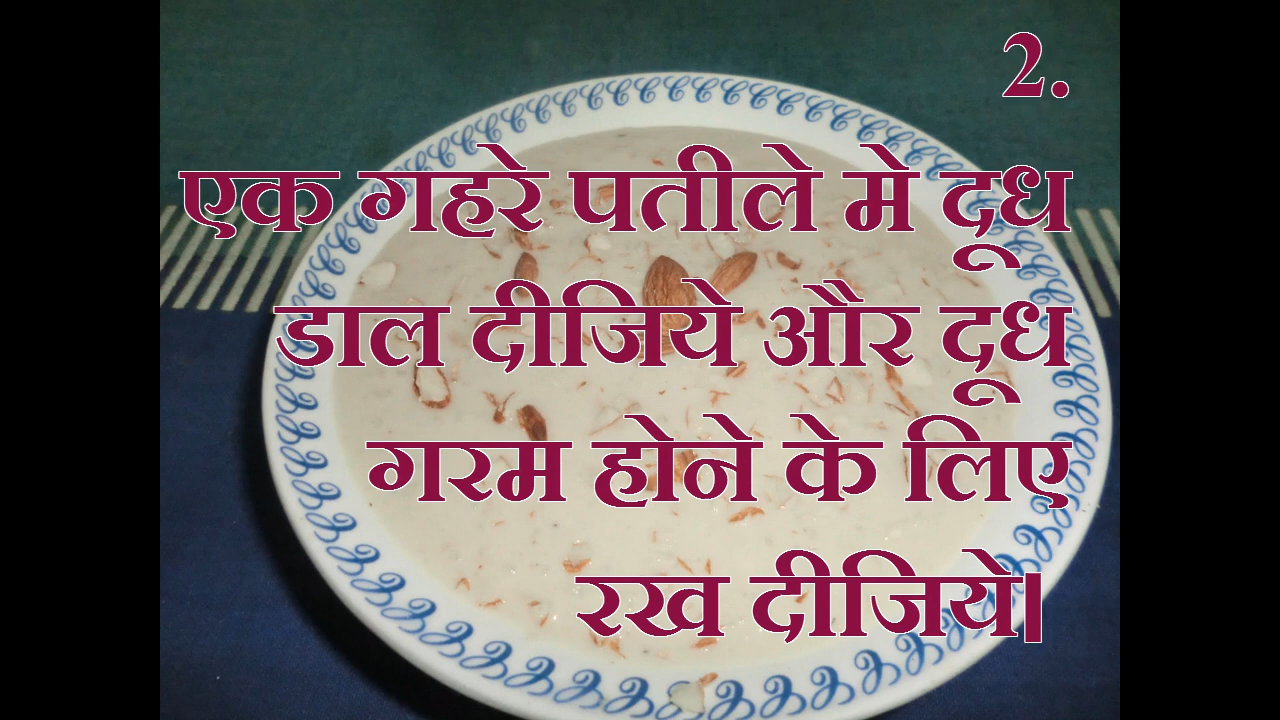 2.
एक गहरे पतीले मे दूध
डाल दीजिये और दूध
गरम होने के लिए
रख दीजिये।